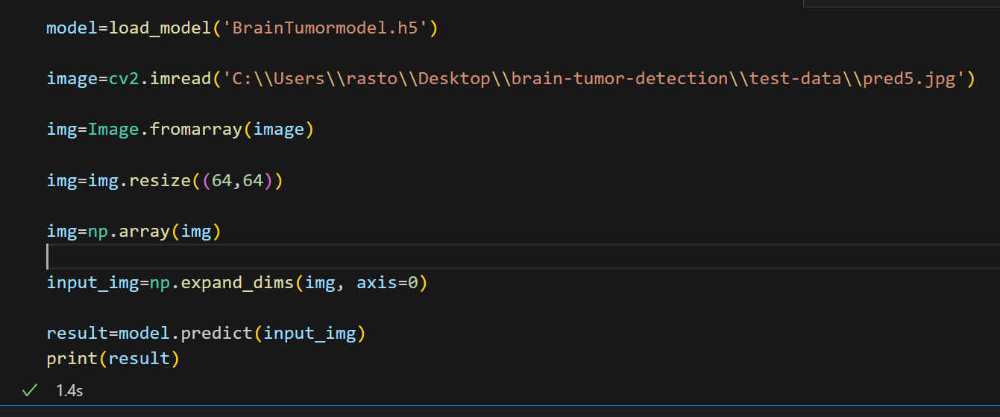 model=load_model('BrainTumormodel.h5')
image=cv2.imread('C:\\Users\\rasto\\Desktop\\brain-tumor-detection\\test-data\\pred5.jpg')
img=Image.fromarray(image)
img=img.resize((64,64))
img=np.array(img)
input_img=np.expand_dims(img, axis=0)
result=model.predict(input_img)
print(result)
1.4s